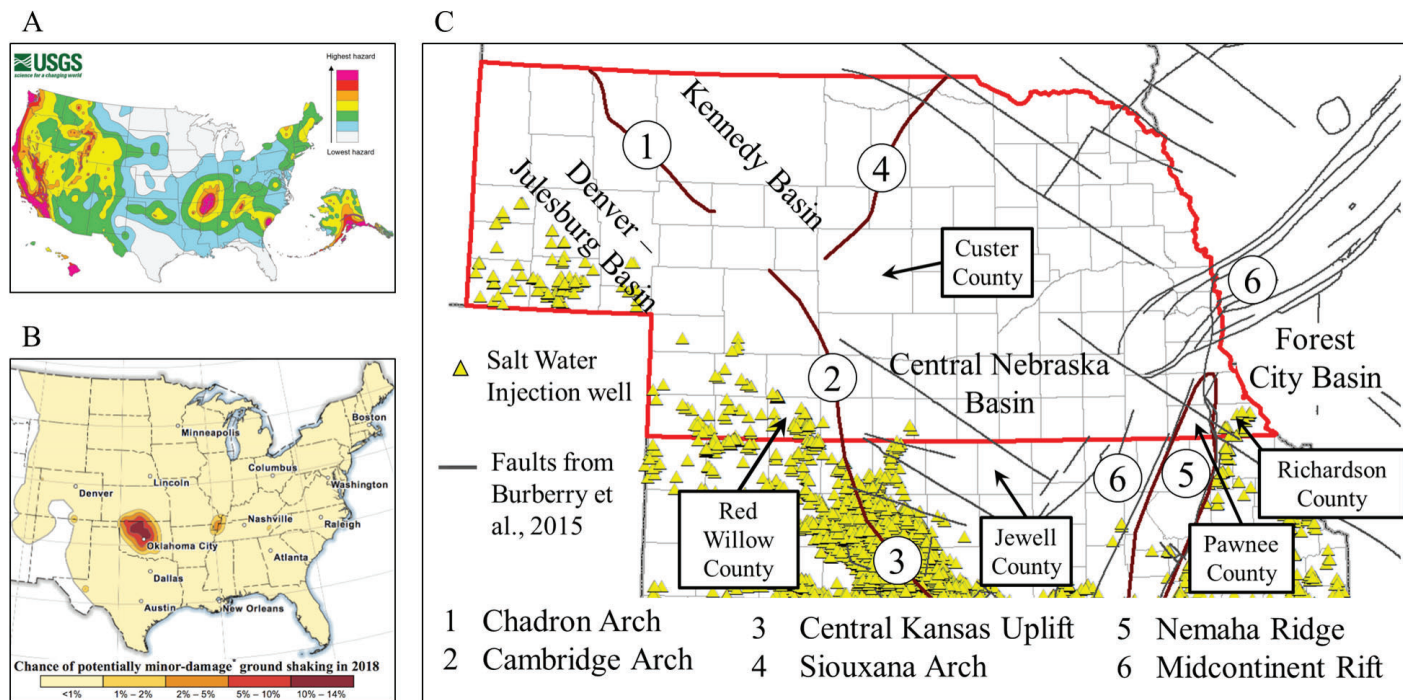 A
USGS
science for a changing world
Highest hazard
Lowest hazard
B
Minneapolis
Boston
Columbus
Washington
Denver
Lincoln
Nashville
Raleigh
Oklahoma City
Atlanta
Dallas
Austin
New Orleans
Chance of potentially minor-damage* ground shaking in 2018
<1%
1% – 2%
2% – 5%
5% – 10%
10% – 14%
C
Kennedy Basin
Denver –
Julesburg Basin
1
4
Custer
County
6
Forest
City Basin
Central Nebraska
Basin
2
Salt Water
Injection well
Faults from
Burberry et
al., 2015
Red
Willow
County
3
Jewell
County
6
5
Pawnee
County
Richardson
County
1 Chadron Arch
2 Cambridge Arch
3 Central Kansas Uplift
4 Siouxana Arch
5 Nemaha Ridge
6 Midcontinent Rift